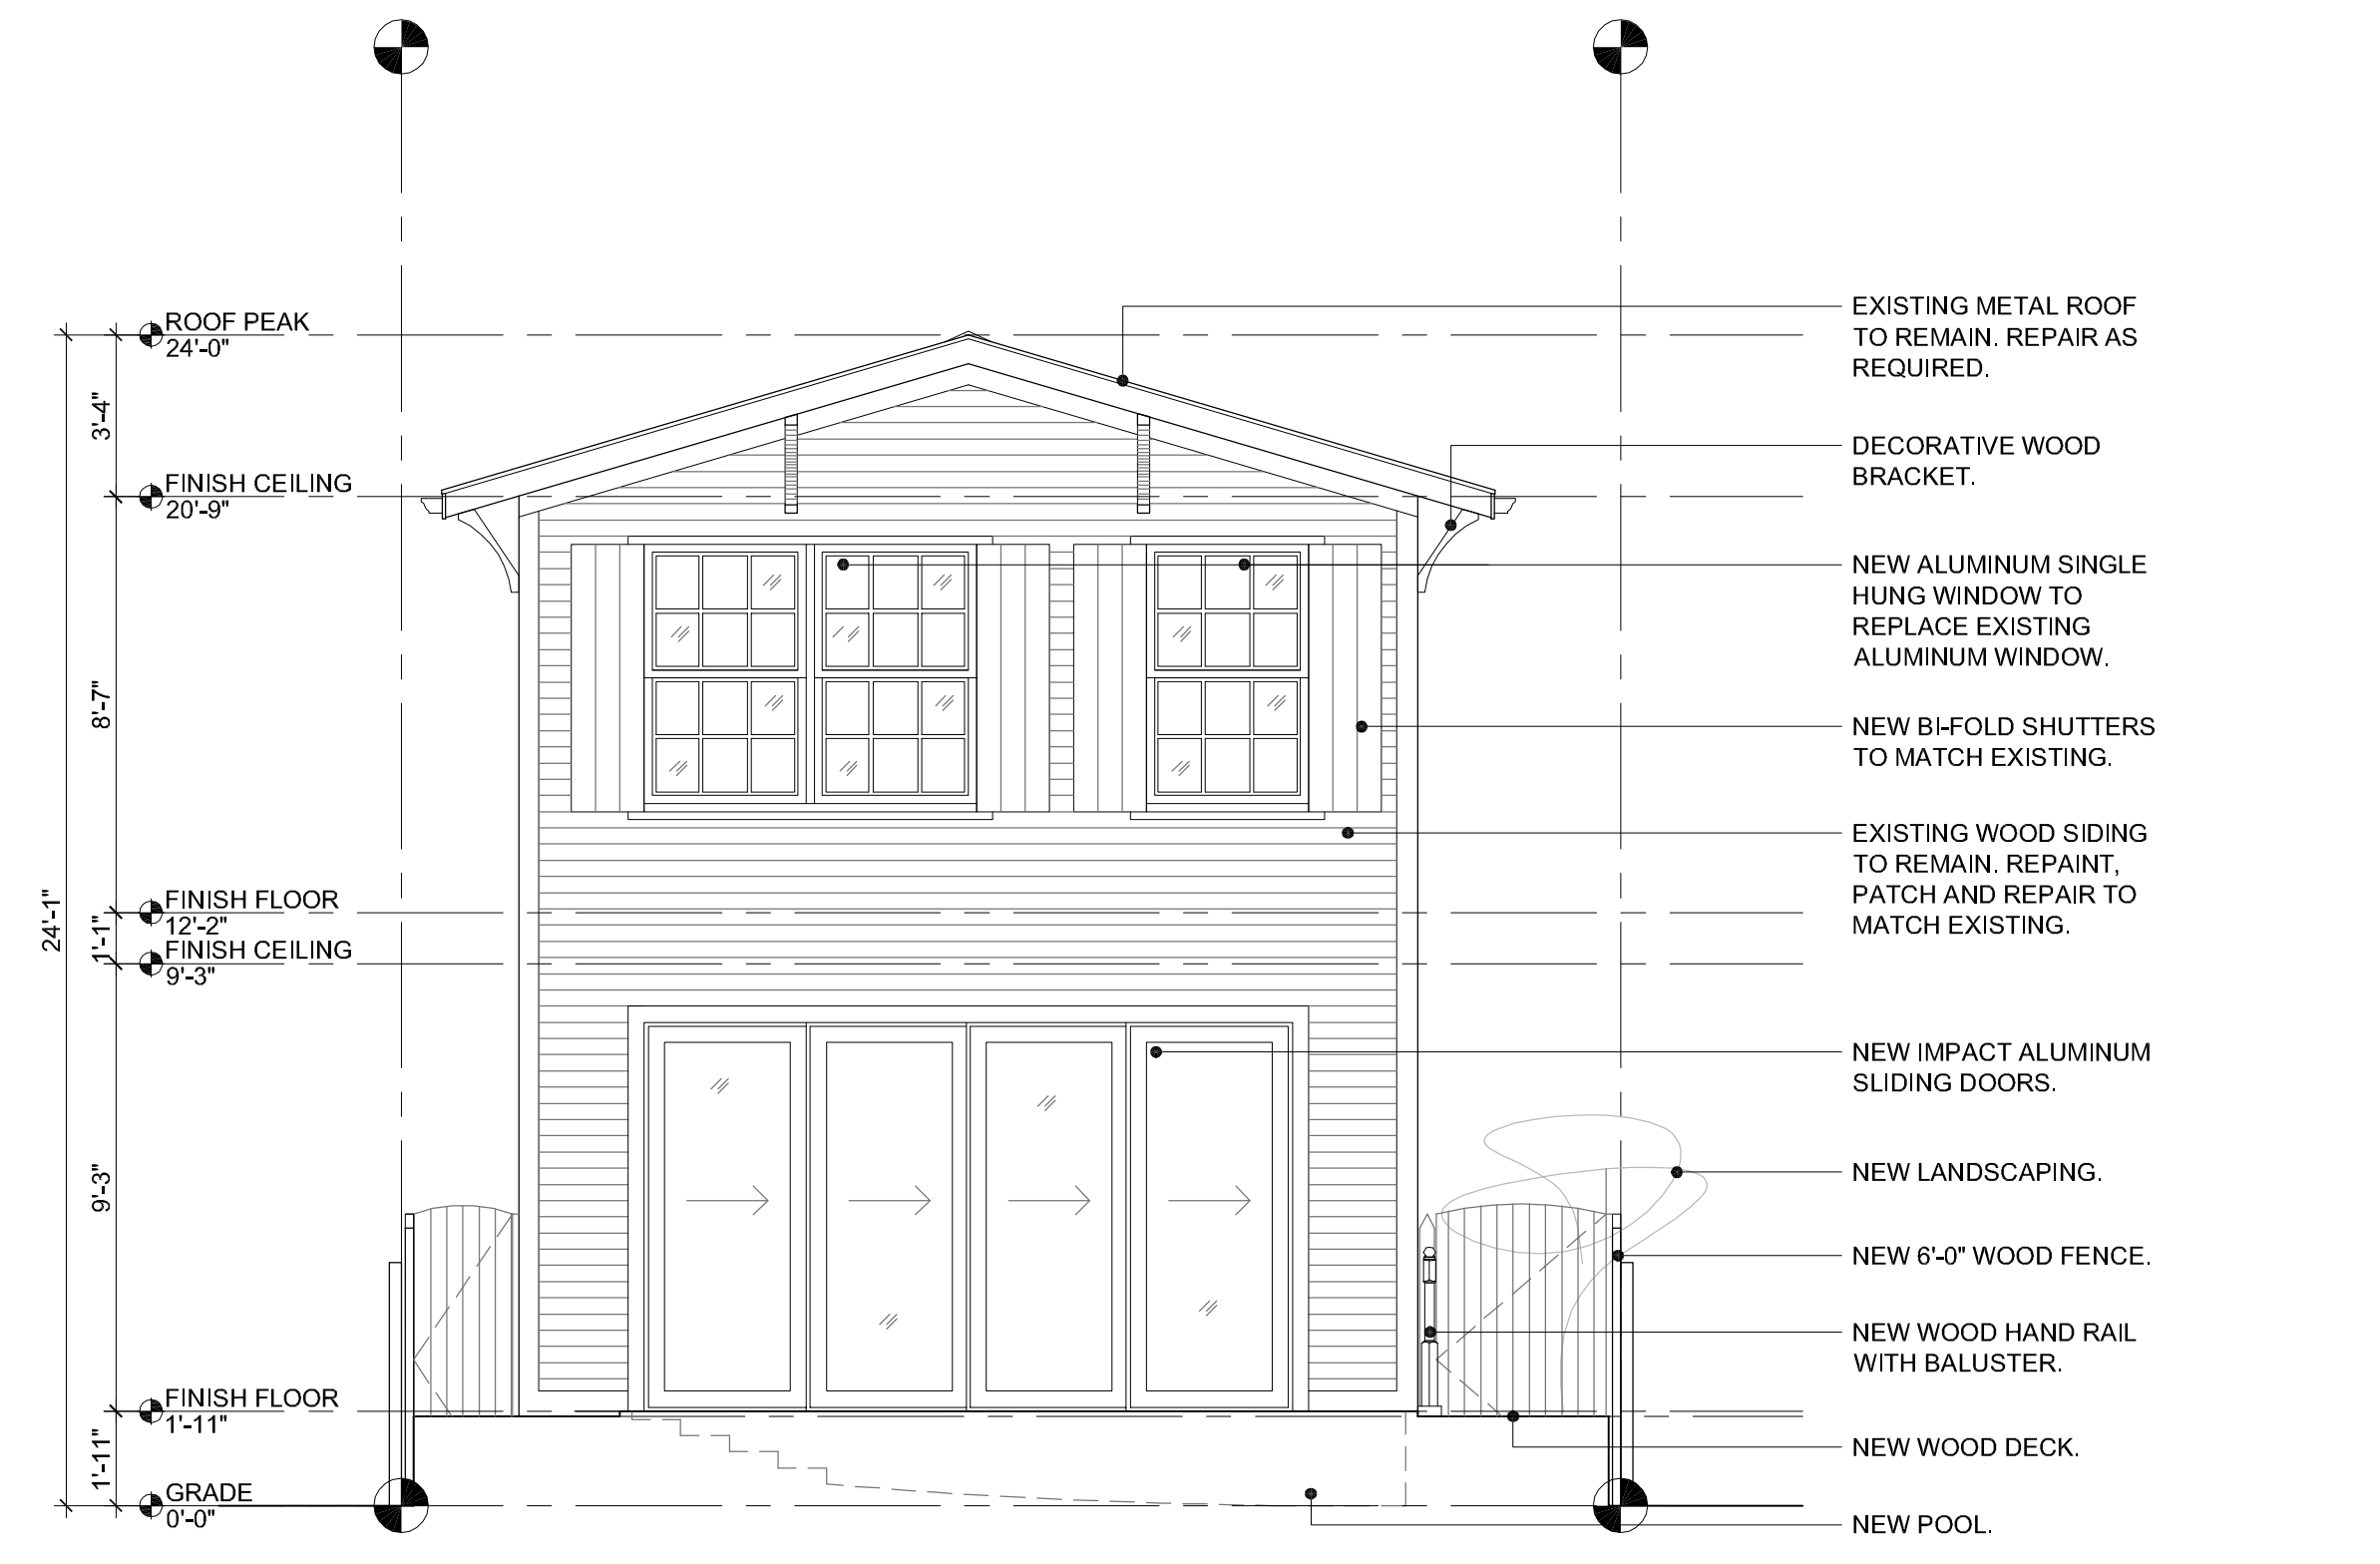 ROOF PEAK
24'-0"
3'-4"
FINISH CEILING
20'-9"
8'-7"
24'-1"
FINISH FLOOR
12'-2"
1'-1"
FINISH CEILING
9'-3"
9'-3"
FINISH FLOOR
1'-11"
1'-11"
GRADE
0'-0"
EXISTING METAL ROOF
TO REMAIN. REPAIR AS
REQUIRED.
DECORATIVE WOOD
BRACKET.
NEW ALUMINUM SINGLE
HUNG WINDOW TO
REPLACE EXISTING
ALUMINUM WINDOW.
NEW BI-FOLD SHUTTERS
TO MATCH EXISTING.
EXISTING WOOD SIDING
TO REMAIN. REPAINT,
PATCH AND REPAIR TO
MATCH EXISTING.
NEW IMPACT ALUMINUM
SLIDING DOORS.
NEW LANDSCAPING.
NEW 6'-0" WOOD FENCE.
NEW WOOD HAND RAIL
WITH BALUSTER.
NEW WOOD DECK.
NEW POOL.